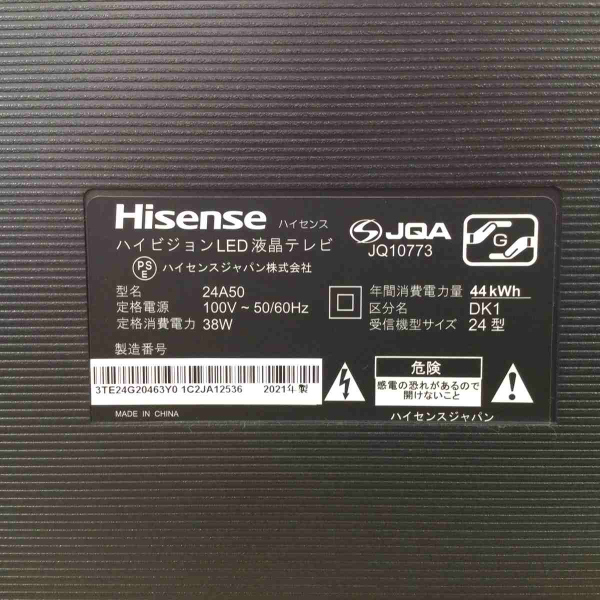 Hisense ハイセンス
ハイビジョンLED液晶テレビ
PSE ハイセンスジャパン株式会社
JQA
JQ10773
G
型名 24A50
定格電源 100V ~ 50/60Hz
定格消費電力 38W
年間消費電力量 44kWh
区分名 DK1
受信機型サイズ 24型
製造番号
3TE24G20463Y0 1C2JA12536 2021年製
MADE IN CHINA
危険
感電の恐れがあるので
開けないこと
ハイセンスジャパン